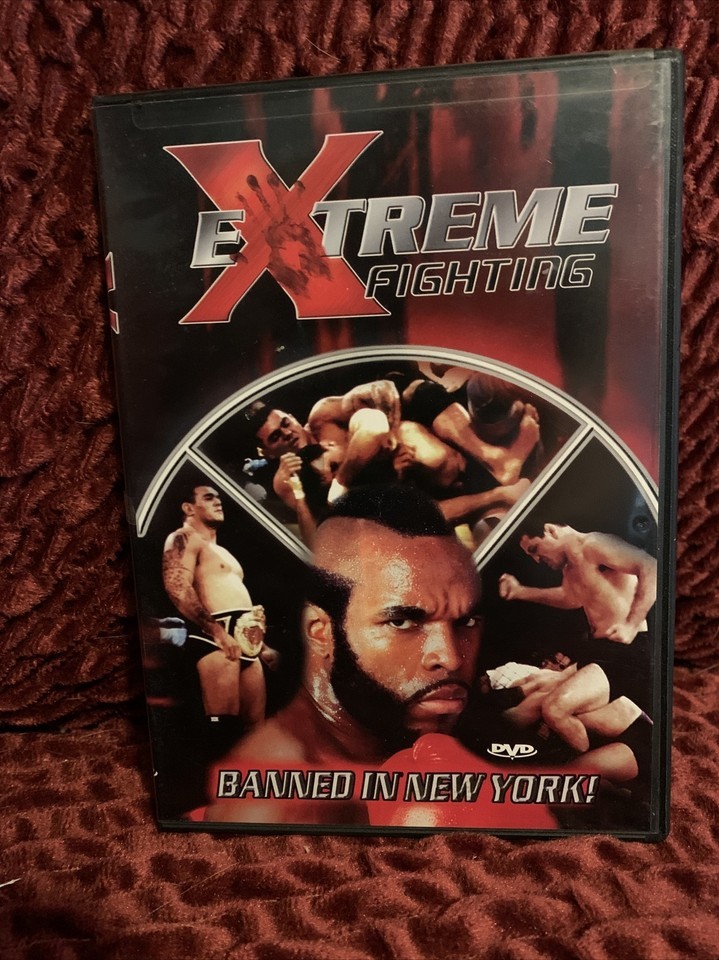 EXTREME
FIGHTING
DVD
BANNED IN NEW YORK!